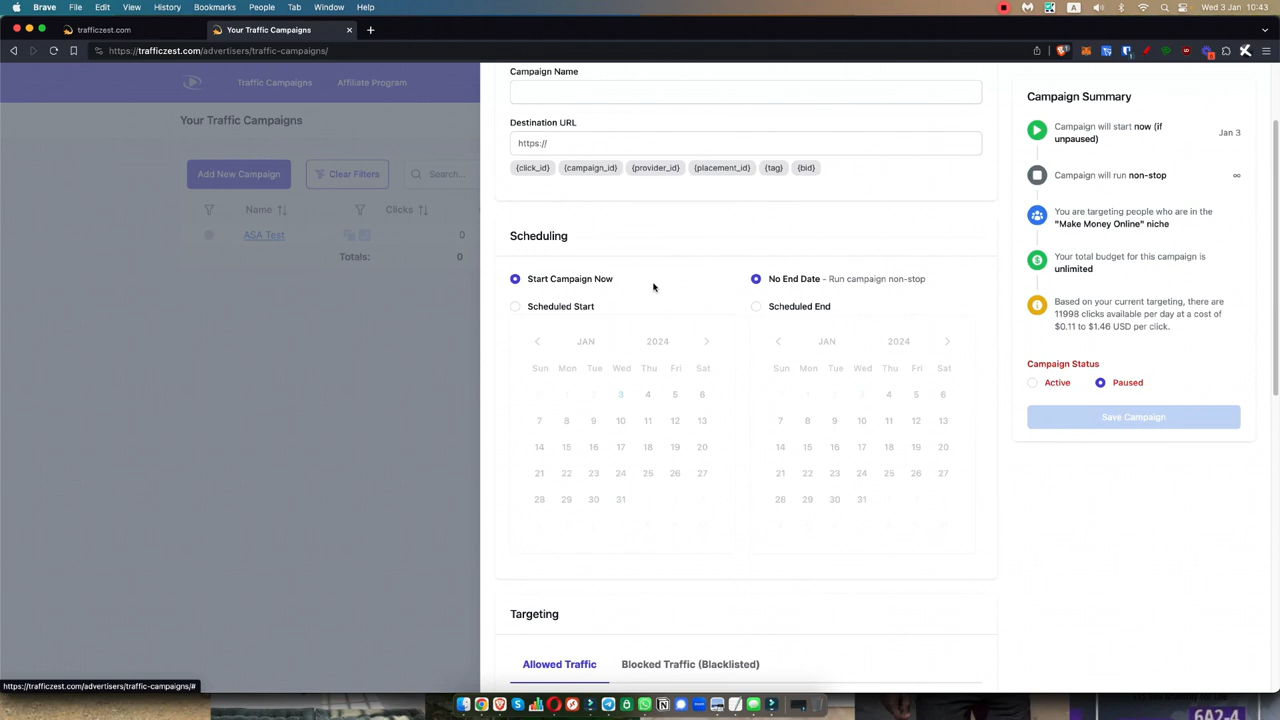 Brave File Edit View History Bookmarks People Tab Window Help
Wed 3 Jan 10:43
trafficzest.com
Your Traffic Campaigns
https://trafficzest.com/advertisers/traffic-campaigns/
Traffic Campaigns Affiliate Program
Your Traffic Campaigns
Add New Campaign Clear Filters Search...
Name Clicks
ASA Test 0
Totals: 0
Campaign Name
Destination URL
https://
{click_id} {campaign_id} {provider_id} {placement_id} {tag} {bid}
Scheduling
Start Campaign Now
No End Date - Run campaign non-stop
Scheduled Start
Scheduled End
JAN 2024
Sun Mon Tue Wed Thu Fri Sat
3 4 5 6
7 8 9 10 11 12 13
14 15 16 17 18 19 20
21 22 23 24 25 26 27
28 29 30 31
JAN 2024
Sun Mon Tue Wed Thu Fri Sat
4 5 6
7 8 9 10 11 12 13
14 15 16 17 18 19 20
21 22 23 24 25 26 27
28 29 30 31
Targeting
Allowed Traffic Blocked Traffic (Blacklisted)
Campaign Summary
Campaign will start now (if
unpaused)
Jan 3
Campaign will run non-stop ∞
You are targeting people who are in the
"Make Money Online" niche
Your total budget for this campaign is
unlimited
Based on your current targeting, there are
11998 clicks available per day at a cost of
$0.11 to $1.46 USD per click.
Campaign Status
Active Paused
Save Campaign
https://trafficzest.com/advertisers/traffic-campaigns/#
6A2-4